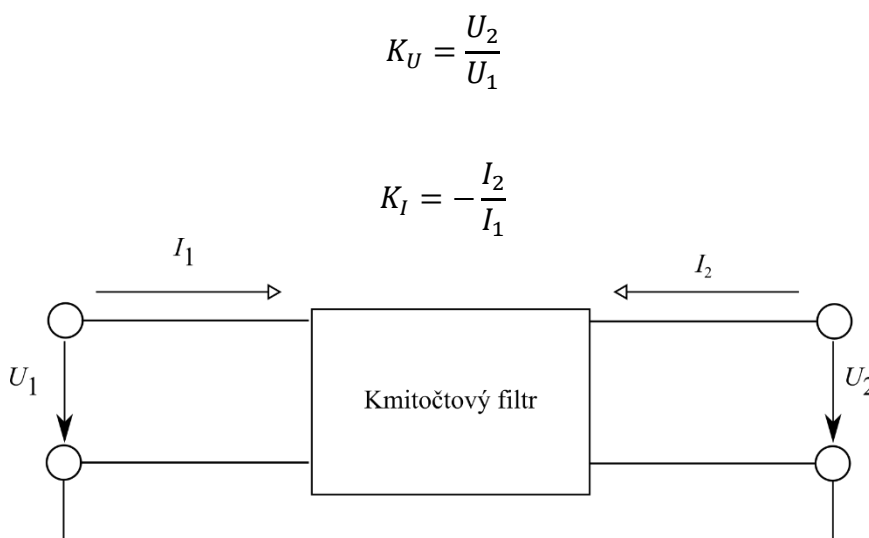 K_U = U_2 / U_1
K_I = - I_2 / I_1
I_1 I_2
U_1 Kmitočtový filtr U_2